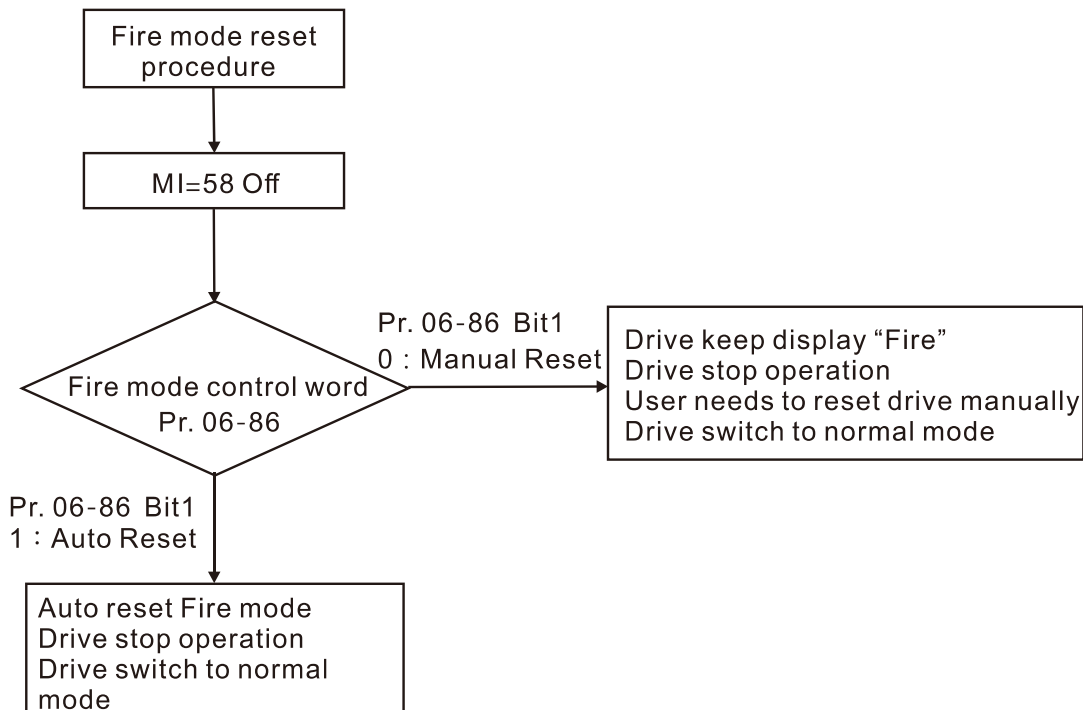 Fire mode reset
procedure
MI=58 Off
Fire mode control word
Pr. 06-86
Pr. 06-86 Bit1
0 : Manual Reset
Drive keep display “Fire”
Drive stop operation
User needs to reset drive manually
Drive switch to normal mode
Pr. 06-86 Bit1
1 : Auto Reset
Auto reset Fire mode
Drive stop operation
Drive switch to normal
mode